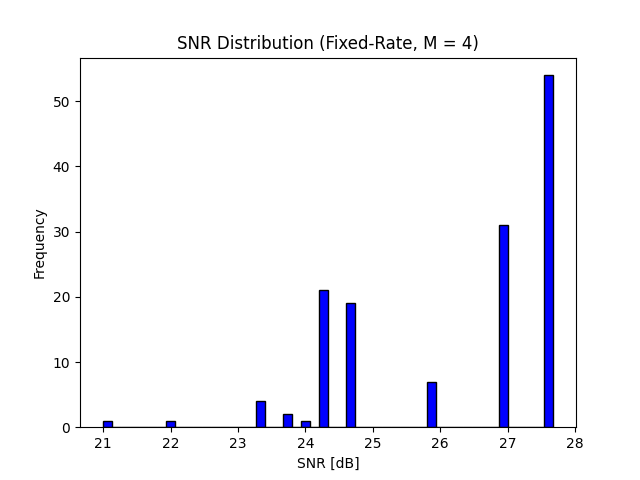 SNR Distribution (Fixed-Rate, M = 4)
50
40
30
20
10
0
Frequency
21 22 23 24 25 26 27 28
SNR [dB]